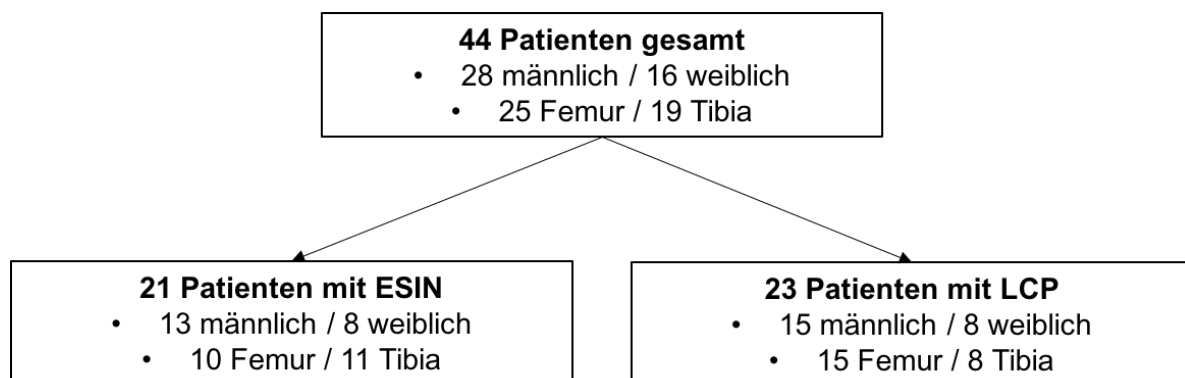 44 Patienten gesamt
• 28 männlich / 16 weiblich
• 25 Femur / 19 Tibia
21 Patienten mit ESIN
• 13 männlich / 8 weiblich
• 10 Femur / 11 Tibia
23 Patienten mit LCP
• 15 männlich / 8 weiblich
• 15 Femur / 8 Tibia